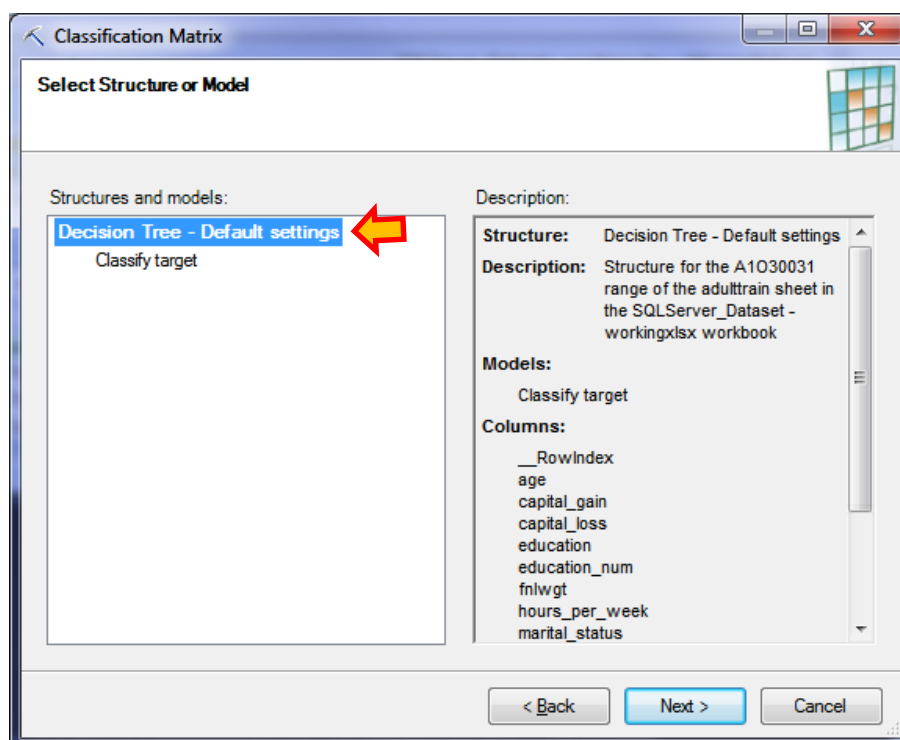 Classification Matrix
Select Structure or Model
Structures and models:
Decision Tree - Default settings
Classify target
Description:
Structure: Decision Tree - Default settings
Description: Structure for the A1O30031
range of the adulttrain sheet in
the SQLServer_Dataset -
workingxlsx workbook
Models:
Classify target
Columns:
__RowIndex
age
capital_gain
capital_loss
education
education_num
fnlwgt
hours_per_week
marital_status
< Back
Next >
Cancel